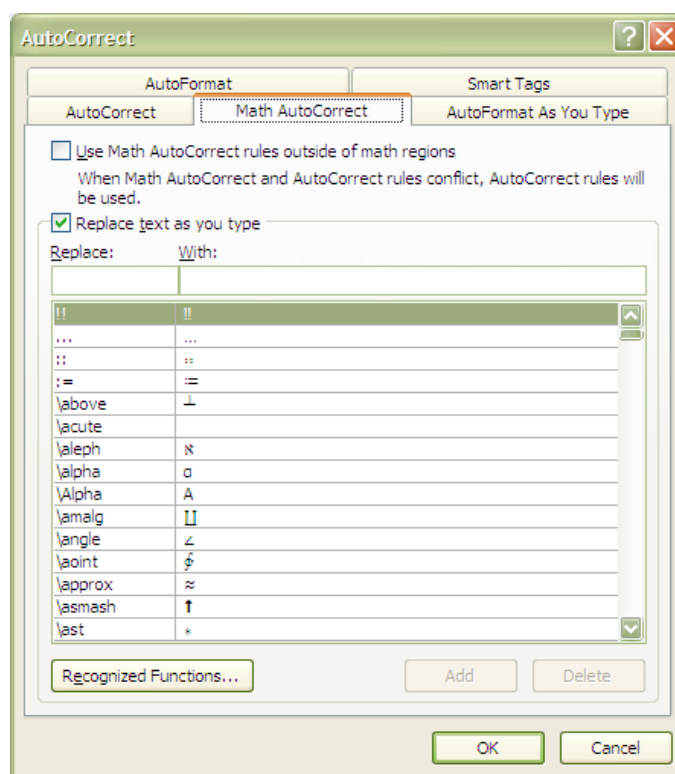 AutoCorrect
AutoFormat Smart Tags
AutoCorrect Math AutoCorrect AutoFormat As You Type
Use Math AutoCorrect rules outside of math regions
When Math AutoCorrect and AutoCorrect rules conflict, AutoCorrect rules will
be used.
Replace text as you type
Replace: With:
!! ‼
... …
:: ∷
:= ≔
\above ┴
\acute
\aleph ℵ
\alpha α
\Alpha Α
\amalg ∐
\angle ∠
\aoint ∳
\approx ≈
\asmash ⬆
\ast ∗
Recognized Functions... Add Delete
OK Cancel